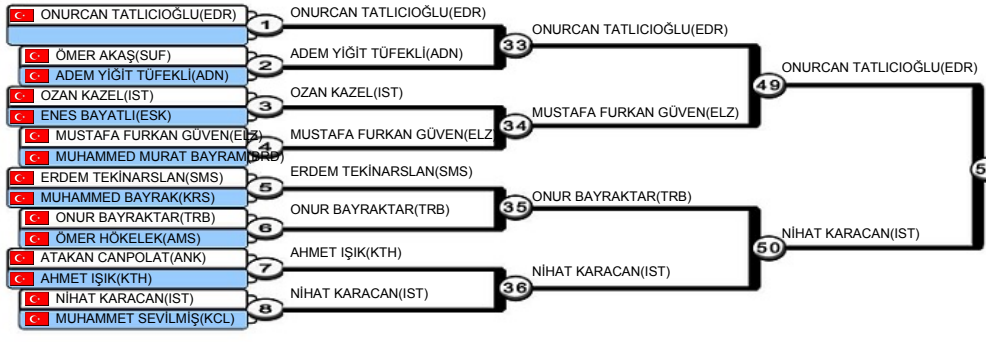 ONURCAN TATLICIOĞLU(EDR)
ÖMER AKAŞ(SUF)
ADEM YİĞİT TÜFEKLİ(ADN)
OZAN KAZEL(IST)
ENES BAYATLI(ESK)
MUSTAFA FURKAN GÜVEN(ELZ)
MUHAMMED MURAT BAYRAM(BRD)
ERDEM TEKİNARSLAN(SMS)
MUHAMMED BAYRAK(KRS)
ONUR BAYRAKTAR(TRB)
ÖMER HÖKELEK(AMS)
ATAKAN CANPOLAT(ANK)
AHMET IŞIK(KTH)
NİHAT KARACAN(IST)
MUHAMMET SEVİLMİŞ(KCL)
1
2
3
4
5
6
7
8
ONURCAN TATLICIOĞLU(EDR)
ADEM YİĞİT TÜFEKLİ(ADN)
OZAN KAZEL(IST)
MUSTAFA FURKAN GÜVEN(ELZ)
ERDEM TEKİNARSLAN(SMS)
ONUR BAYRAKTAR(TRB)
AHMET IŞIK(KTH)
NİHAT KARACAN(IST)
33
34
35
36
ONURCAN TATLICIOĞLU(EDR)
MUSTAFA FURKAN GÜVEN(ELZ)
ONUR BAYRAKTAR(TRB)
NİHAT KARACAN(IST)
49
50
ONURCAN TATLICIOĞLU(EDR)
NİHAT KARACAN(IST)